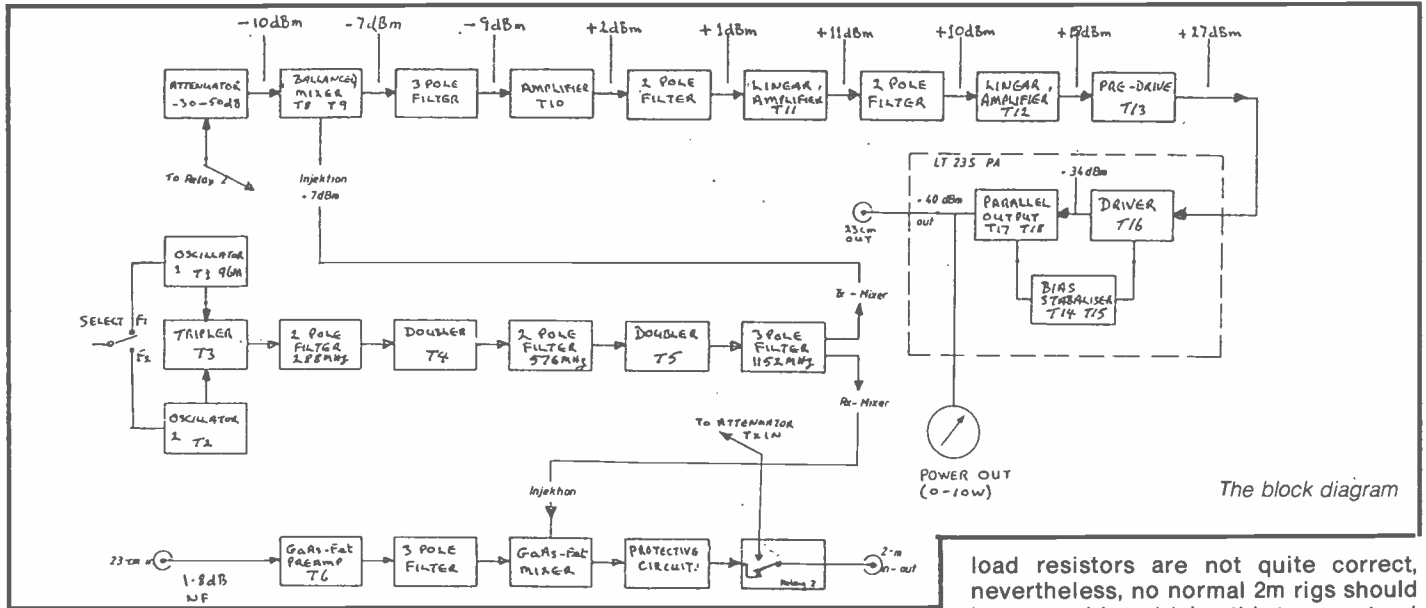 -10dBm -7dBm -9dBm +2dBm +1dBm +11dBm +10dBm +27dBm
ATTENUATOR
-30-50dB
BALLANCED
MIXER
T8 T9
3 POLE
FILTER
AMPLIFIER
T10
2 POLE
FILTER
LINEAR
AMPLIFIER
T11
2 POLE
FILTER
LINEAR
AMPLIFIER
T12
PRE-DRIVE
T13
To Relay 2
Injektion
+7dBm
LT 23S PA
-34dBm
-40 dBm
out
23cm
OUT
PARALLEL
OUTPUT
T17 T18
DRIVER
T16
BIAS
STABALISER
T14 T15
OSCILLATOR
1 T3 96M
SELECT F1
F2
TRIPLER
T3
2 POLE
FILTER
288MHz
DOUBLER
T4
2 POLE
FILTER
576MHz
DOUBLER
T5
3 POLE
FILTER
1152MHz
Tx-Mixer
Rx-Mixer
OSCILLATOR
2 T2
TO ATTENUATOR
TX IN
POWER OUT
(0-10W)
The block diagram
Injektion
23-cm in
1.8dB
NF
GaAs-Fet
PREAMP
T6
3 POLE
FILTER
GaAs-Fet
MIXER
PROTECTIVE
CIRCUIT
Relay 2
2-m
in-out
load resistors are not quite correct,
nevertheless, no normal 2m rigs should